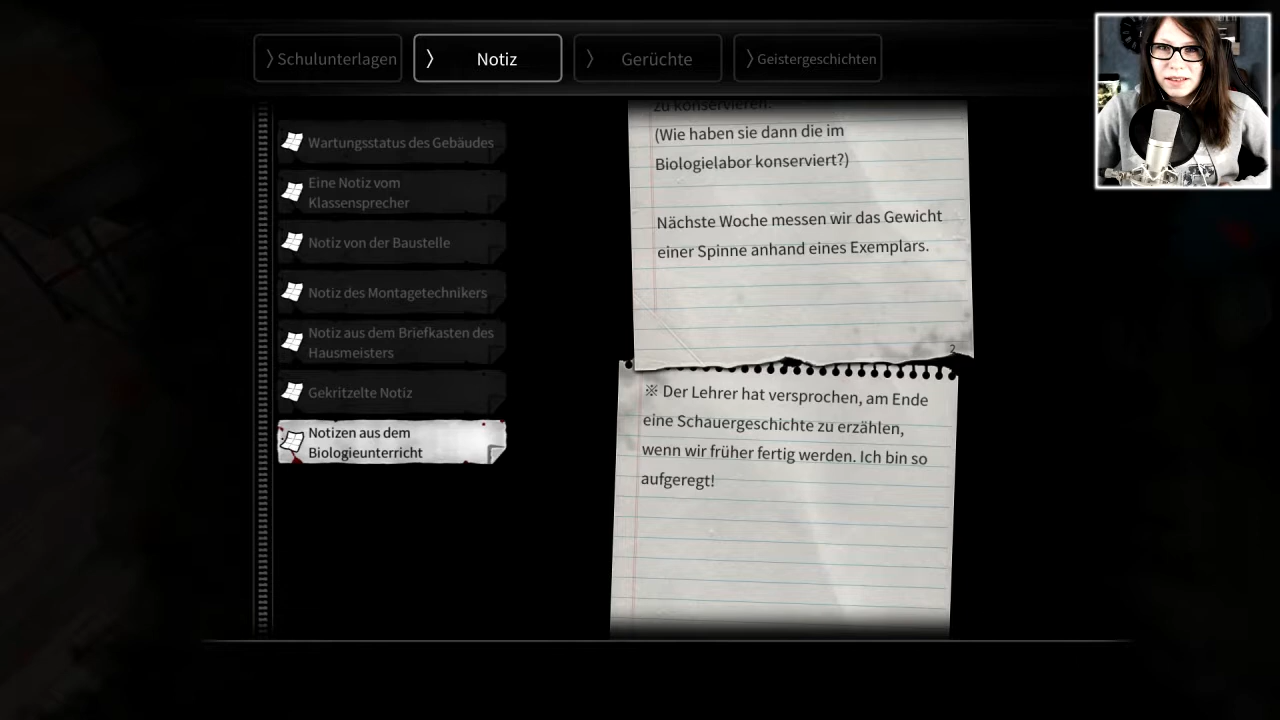 Schulunterlagen
Notiz
Gerüchte
Geistergeschichten
Wartungsstatus des Gebäudes
Eine Notiz vom
Klassensprecher
Notiz von der Baustelle
Notiz des Montagetechnikers
Notiz aus dem Briefkasten des
Hausmeisters
Gekritzelte Notiz
Notizen aus dem
Biologieunterricht
zu konservieren.
(Wie haben sie dann die im
Biologielabor konserviert?)
Nächste Woche messen wir das Gewicht
einer Spinne anhand eines Exemplars.
2
※ Der Lehrer hat versprochen, am Ende
eine Schauergeschichte zu erzählen,
wenn wir früher fertig werden. Ich bin so
aufgeregt!